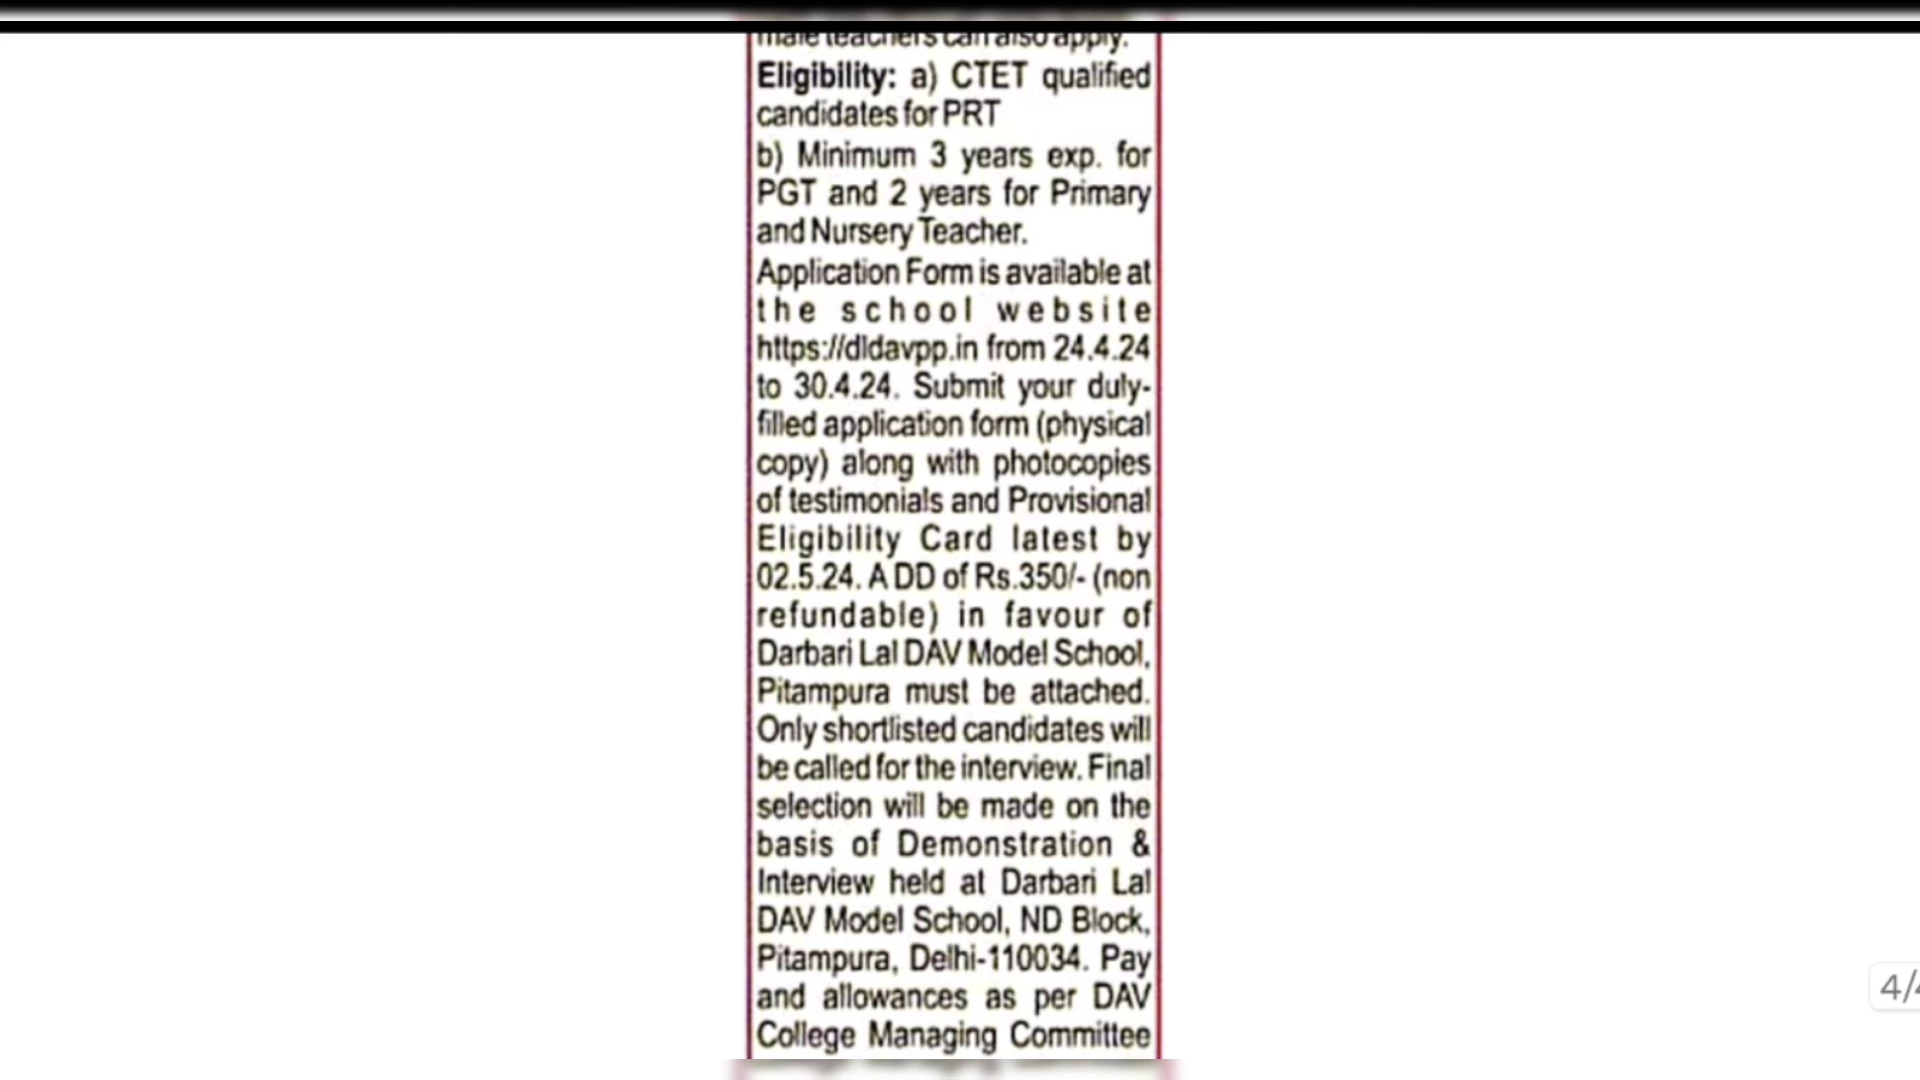 male teachers can also apply.
Eligibility: a) CTET qualified
candidates for PRT
b) Minimum 3 years exp. for
PGT and 2 years for Primary
and Nursery Teacher.
Application Form is available at
the school website
https://dldavpp.in from 24.4.24
to 30.4.24. Submit your duly-
filled application form (physical
copy) along with photocopies
of testimonials and Provisional
Eligibility Card latest by
02.5.24. A DD of Rs.350/- (non
refundable) in favour of
Darbari Lal DAV Model School,
Pitampura must be attached.
Only shortlisted candidates will
be called for the interview. Final
selection will be made on the
basis of Demonstration &
Interview held at Darbari Lal
DAV Model School, ND Block,
Pitampura, Delhi-110034. Pay
and allowances as per DAV
College Managing Committee
4/4